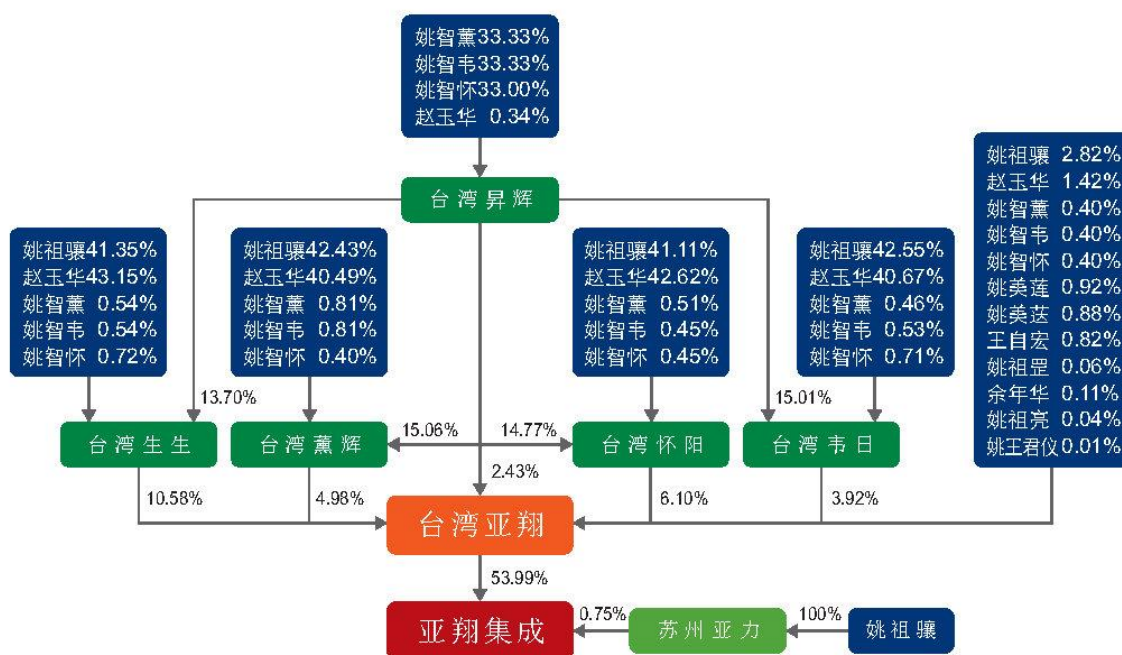 姚智薰33.33%
姚智韦33.33%
姚智怀33.00%
赵玉华 0.34%
台湾昇辉
姚祖骧41.35%
赵玉华43.15%
姚智薰 0.54%
姚智韦 0.54%
姚智怀 0.72%
姚祖骧42.43%
赵玉华40.49%
姚智薰 0.81%
姚智韦 0.81%
姚智怀 0.40%
姚祖骧41.11%
赵玉华42.62%
姚智薰 0.51%
姚智韦 0.45%
姚智怀 0.45%
姚祖骧42.55%
赵玉华40.67%
姚智薰 0.46%
姚智韦 0.53%
姚智怀 0.71%
姚祖骧 2.82%
赵玉华 1.42%
姚智薰 0.40%
姚智韦 0.40%
姚智怀 0.40%
姚美莲 0.92%
姚美莲 0.88%
王自宏 0.82%
姚祖罡 0.06%
余年华 0.11%
姚祖亮 0.04%
姚王君仪0.01%
13.70%
15.06%
14.77%
15.01%
台湾生生
台湾薰辉
台湾怀阳
台湾韦日
10.58%
4.98%
2.43%
6.10%
3.92%
台湾亚翔
53.99%
亚翔集成
0.75%
苏州亚力
100%
姚祖骧